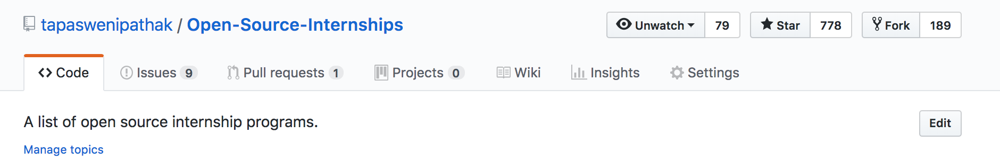 tapaswenipathak / Open-Source-Internships
Unwatch 79 Star 778 Fork 189
Code Issues 9 Pull requests 1 Projects 0 Wiki Insights Settings
A list of open source internship programs.
Edit
Manage topics